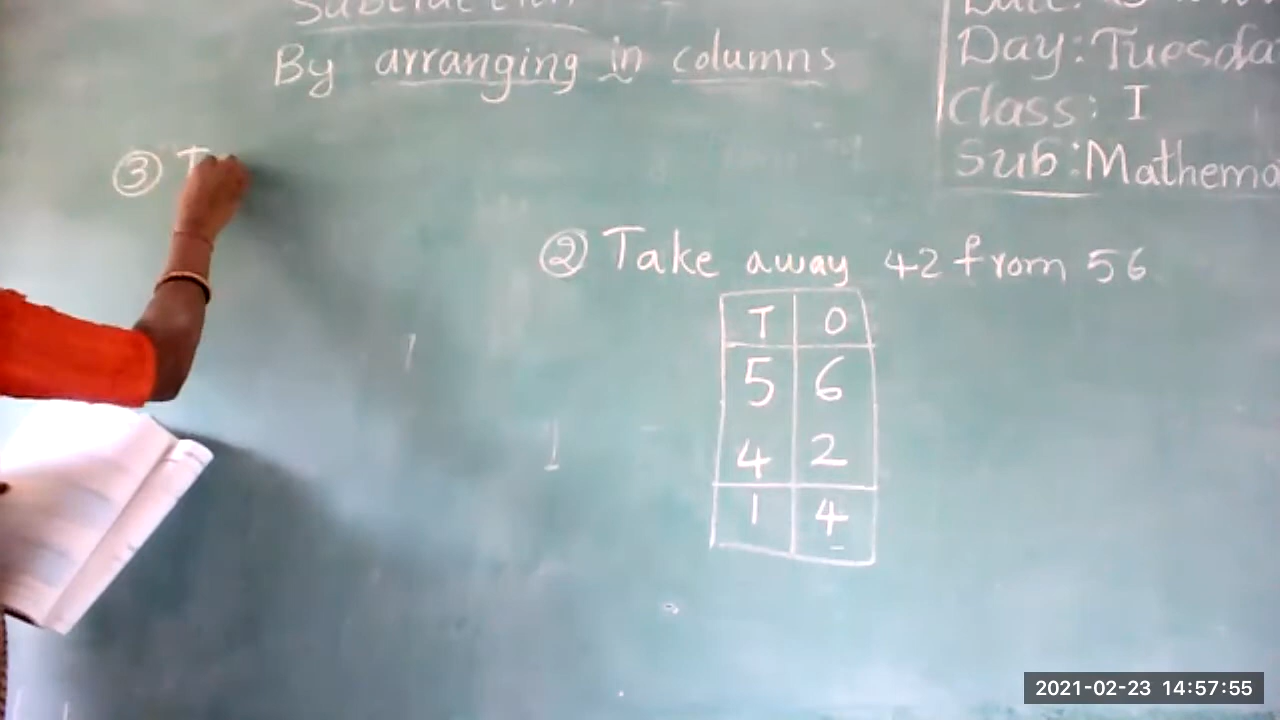 Subtraction
By arranging in columns
Day: Tuesda
Class: I
Sub: Mathema
③ T
② Take away 42 from 56
T O
5 6
4 2
1 4
2021-02-23 14:57:55